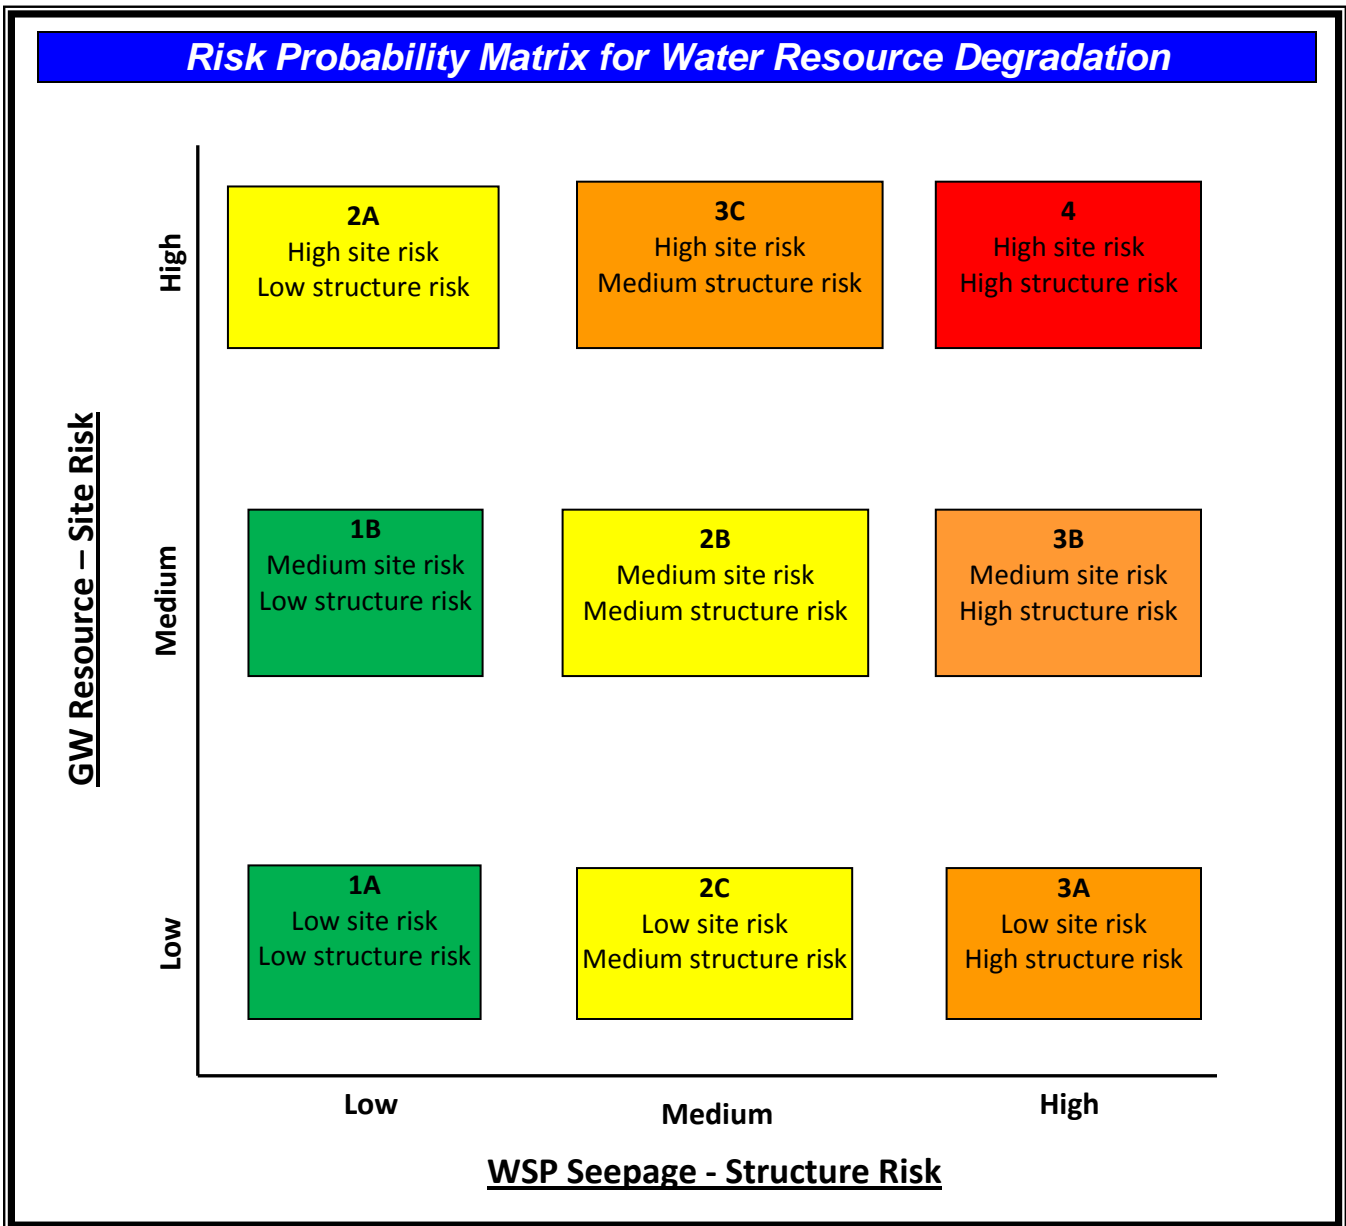 Risk Probability Matrix for Water Resource Degradation
GW Resource – Site Risk
High
2A
High site risk
Low structure risk
3C
High site risk
Medium structure risk
4
High site risk
High structure risk
Medium
1B
Medium site risk
Low structure risk
2B
Medium site risk
Medium structure risk
3B
Medium site risk
High structure risk
Low
1A
Low site risk
Low structure risk
2C
Low site risk
Medium structure risk
3A
Low site risk
High structure risk
Low
Medium
High
WSP Seepage - Structure Risk